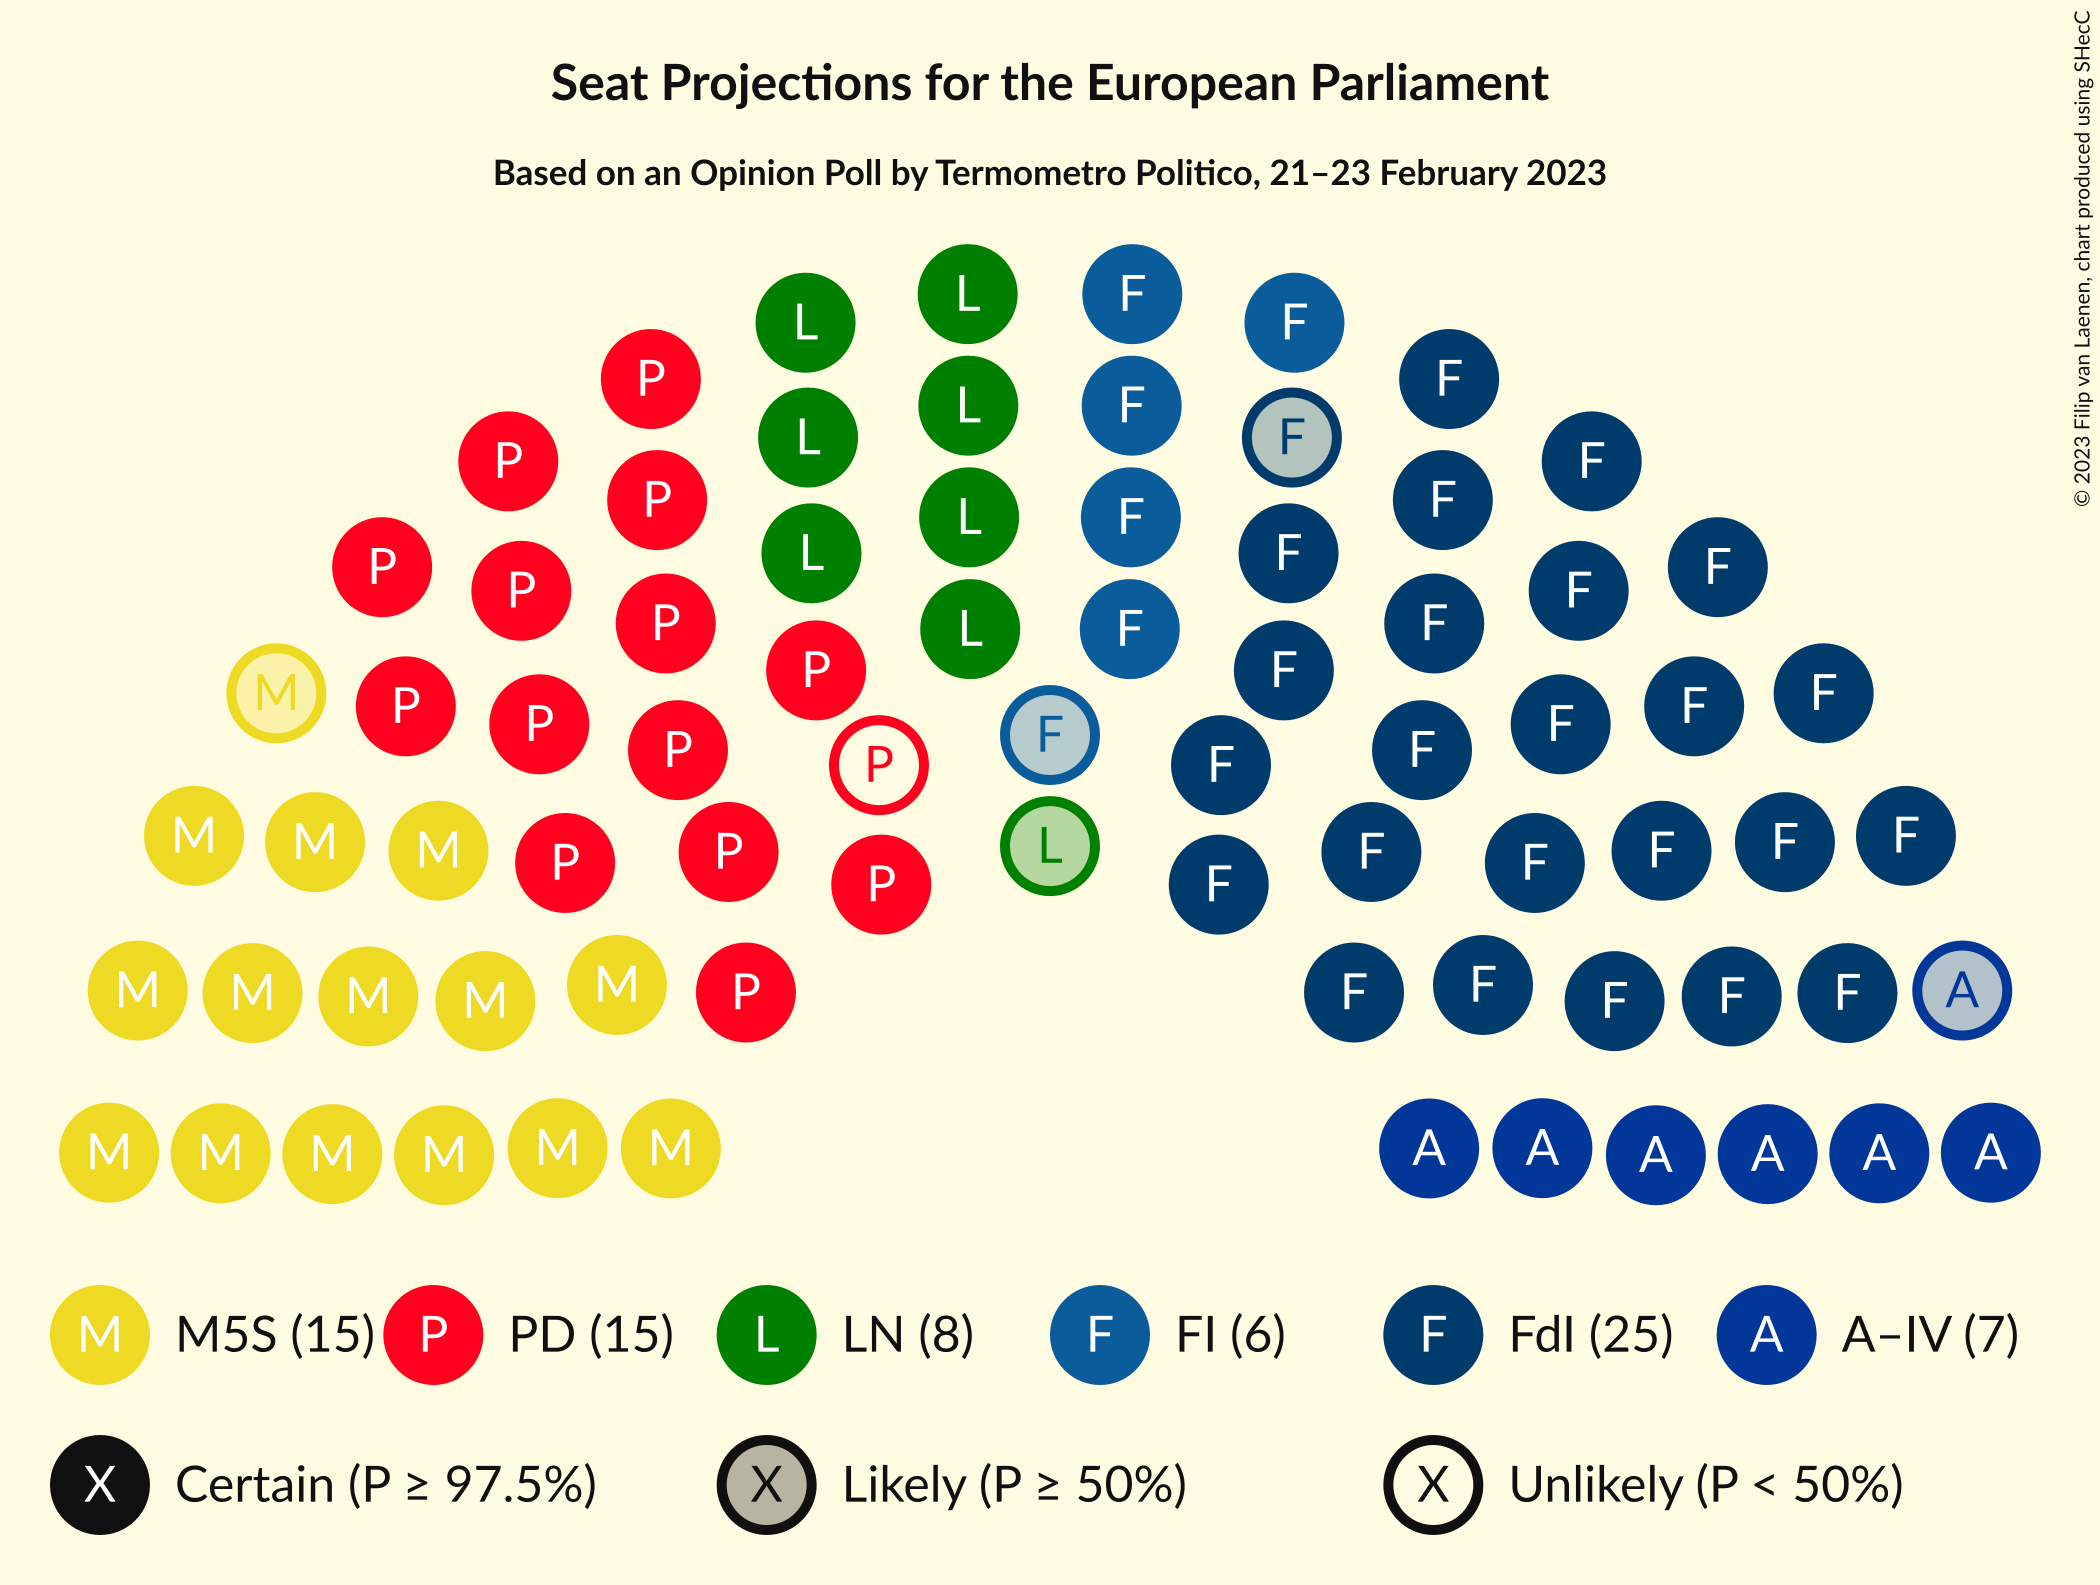 Seat Projections for the European Parliament
Based on an Opinion Poll by Termometro Politico, 21–23 February 2023
© 2023 Filip van Laenen, chart produced using SHecC
L L F F
P L L F F P F
P P L L F F F F
P P P L F F F F F
M P P P P F F F F F F
P F
M M M P P P L F F F F F F
M M M M M P F F F F F A
M M M M M M A A A A A A
M M5S (15) P PD (15) L LN (8) F FI (6) F FdI (25) A A–IV (7)
X Certain (P ≥ 97.5%) X Likely (P ≥ 50%) X Unlikely (P < 50%)